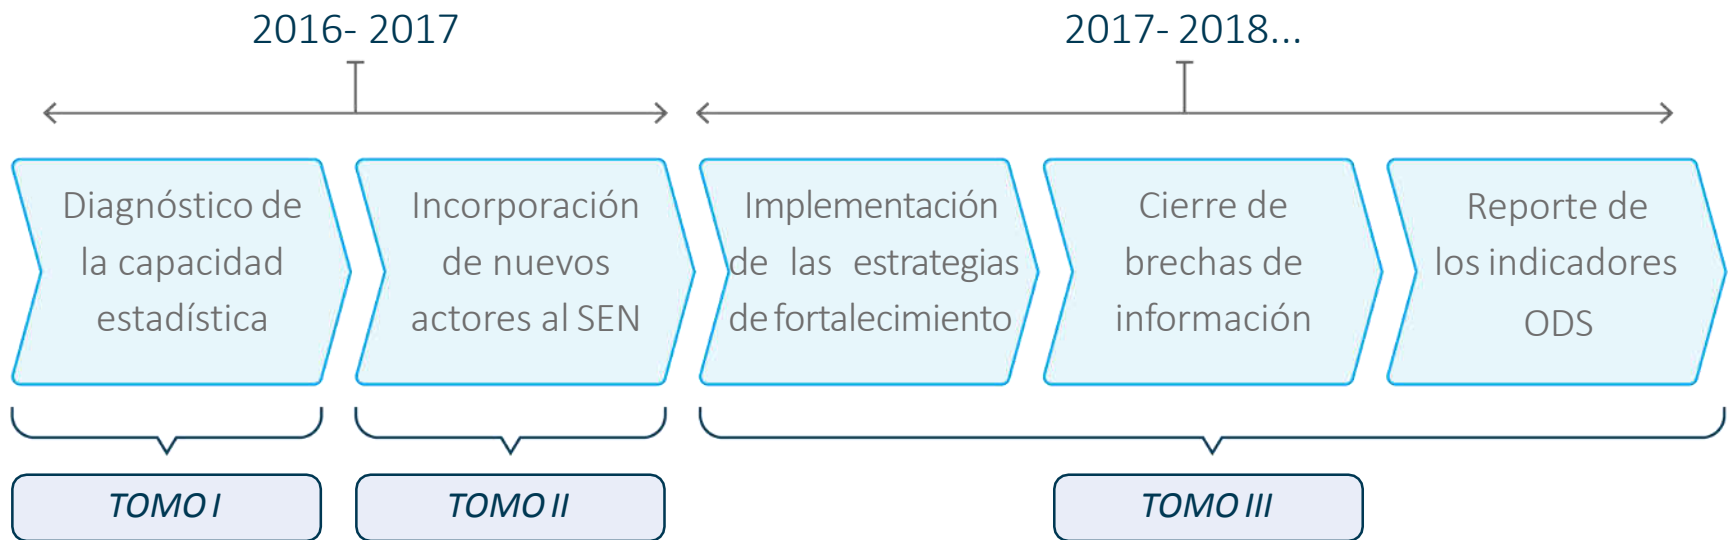 2016- 2017
2017- 2018...
Diagnóstico de
la capacidad
estadística
Incorporación
de nuevos
actores al SEN
Implementación
de las estrategias
de fortalecimiento
Cierre de
brechas de
información
Reporte de
los indicadores
ODS
TOMO I
TOMO II
TOMO III